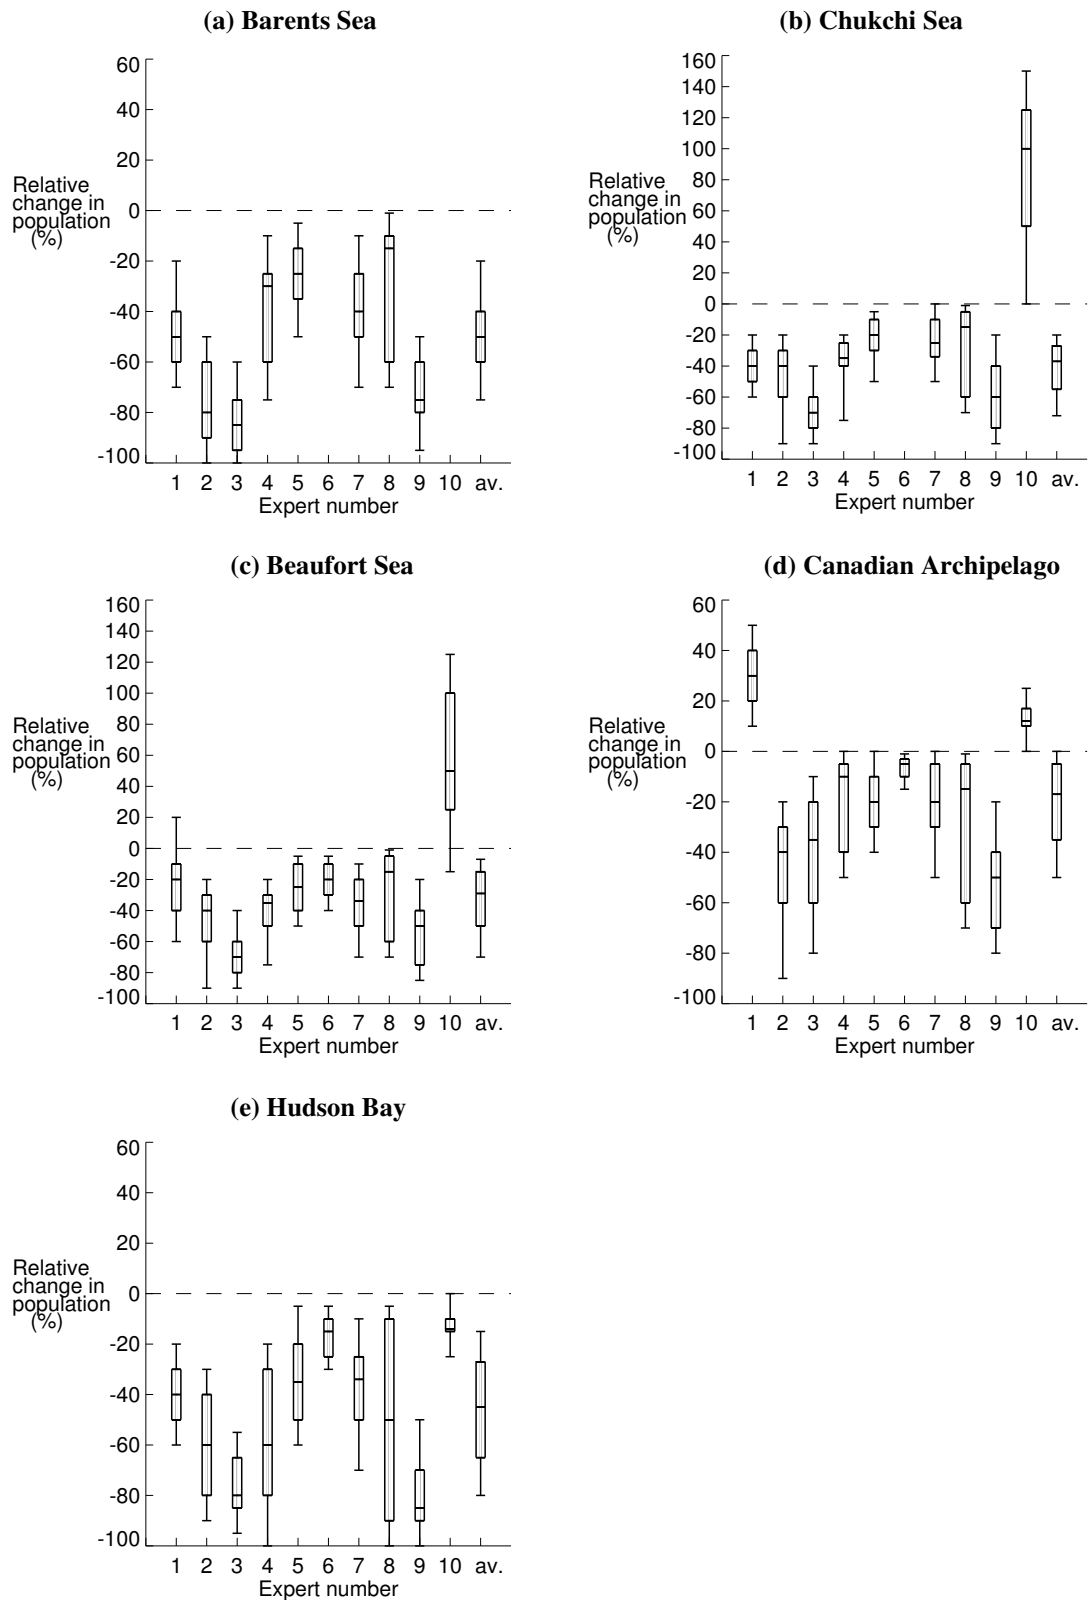 (a) Barents Sea
60
40
20
0
-20
-40
-60
-80
-100
Relative
change in
population
(%)
1 2 3 4 5 6 7 8 9 10 av.
Expert number
(b) Chukchi Sea
160
140
120
100
80
60
40
20
0
-20
-40
-60
-80
-100
Relative
change in
population
(%)
1 2 3 4 5 6 7 8 9 10 av.
Expert number
(c) Beaufort Sea
160
140
120
100
80
60
40
20
0
-20
-40
-60
-80
-100
Relative
change in
population
(%)
1 2 3 4 5 6 7 8 9 10 av.
Expert number
(d) Canadian Archipelago
60
40
20
0
-20
-40
-60
-80
-100
Relative
change in
population
(%)
1 2 3 4 5 6 7 8 9 10 av.
Expert number
(e) Hudson Bay
60
40
20
0
-20
-40
-60
-80
-100
Relative
change in
population
(%)
1 2 3 4 5 6 7 8 9 10 av.
Expert number